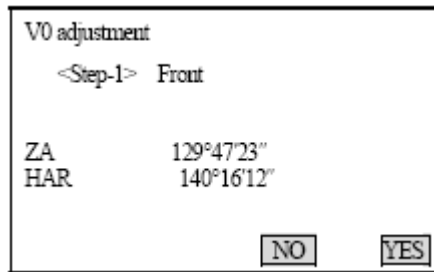 V0 adjustment
<Step-1> Front
ZA 129°47'23"
HAR 140°16'12"
NO YES